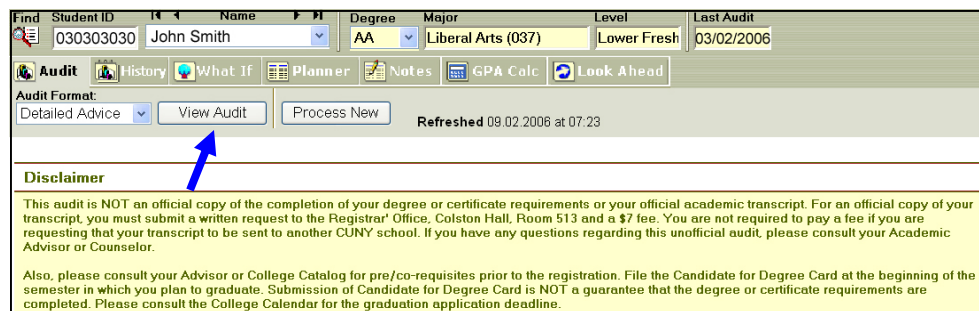 Find Student ID Name Degree Major Level Last Audit
030303030 John Smith AA Liberal Arts (037) Lower Fresh 03/02/2006
Audit History What If Planner Notes GPA Calc Look Ahead
Audit Format:
Detailed Advice View Audit Process New Refreshed 09.02.2006 at 07:23
Disclaimer
This audit is NOT an official copy of the completion of your degree or certificate requirements or your official academic transcript. For an official copy of your
transcript, you must submit a written request to the Registrar' Office, Colston Hall, Room 513 and a $7 fee. You are not required to pay a fee if you are
requesting that your transcript to be sent to another CUNY school. If you have any questions regarding this unofficial audit, please consult your Academic
Advisor or Counselor.
Also, please consult your Advisor or College Catalog for pre/co-requisites prior to the registration. File the Candidate for Degree Card at the beginning of the
semester in which you plan to graduate. Submission of Candidate for Degree Card is NOT a guarantee that the degree or certificate requirements are
completed. Please consult the College Calendar for the graduation application deadline.